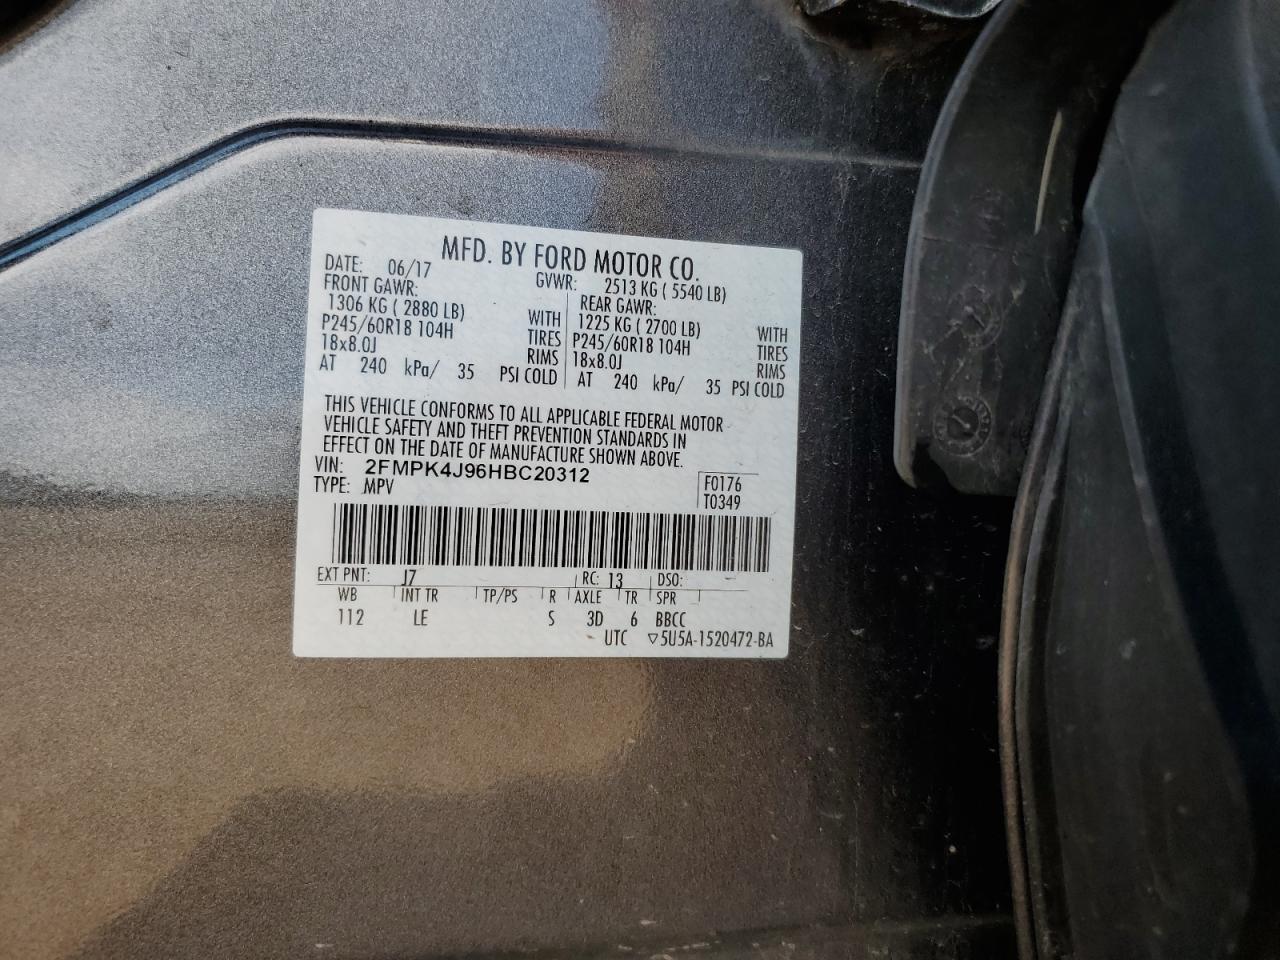 MFD. BY FORD MOTOR CO.
DATE: 06/17 GVWR: 2513 KG ( 5540 LB)
FRONT GAWR: REAR GAWR:
1306 KG ( 2880 LB) WITH 1225 KG ( 2700 LB) WITH
P245/60R18 104H TIRES P245/60R18 104H TIRES
18x8.0J RIMS 18x8.0J RIMS
AT 240 kPa/ 35 PSI COLD AT 240 kPa/ 35 PSI COLD
THIS VEHICLE CONFORMS TO ALL APPLICABLE FEDERAL MOTOR
VEHICLE SAFETY AND THEFT PREVENTION STANDARDS IN
EFFECT ON THE DATE OF MANUFACTURE SHOWN ABOVE.
VIN: 2FMPK4J96HBC20312
TYPE: MPV
F0176
T0349
EXT PNT: J7 RC: 13 DSO:
WB INT TR TP/PS R AXLE TR SPR
112 LE S 3D 6 BBCC
UTC ▽5U5A-1520472-BA